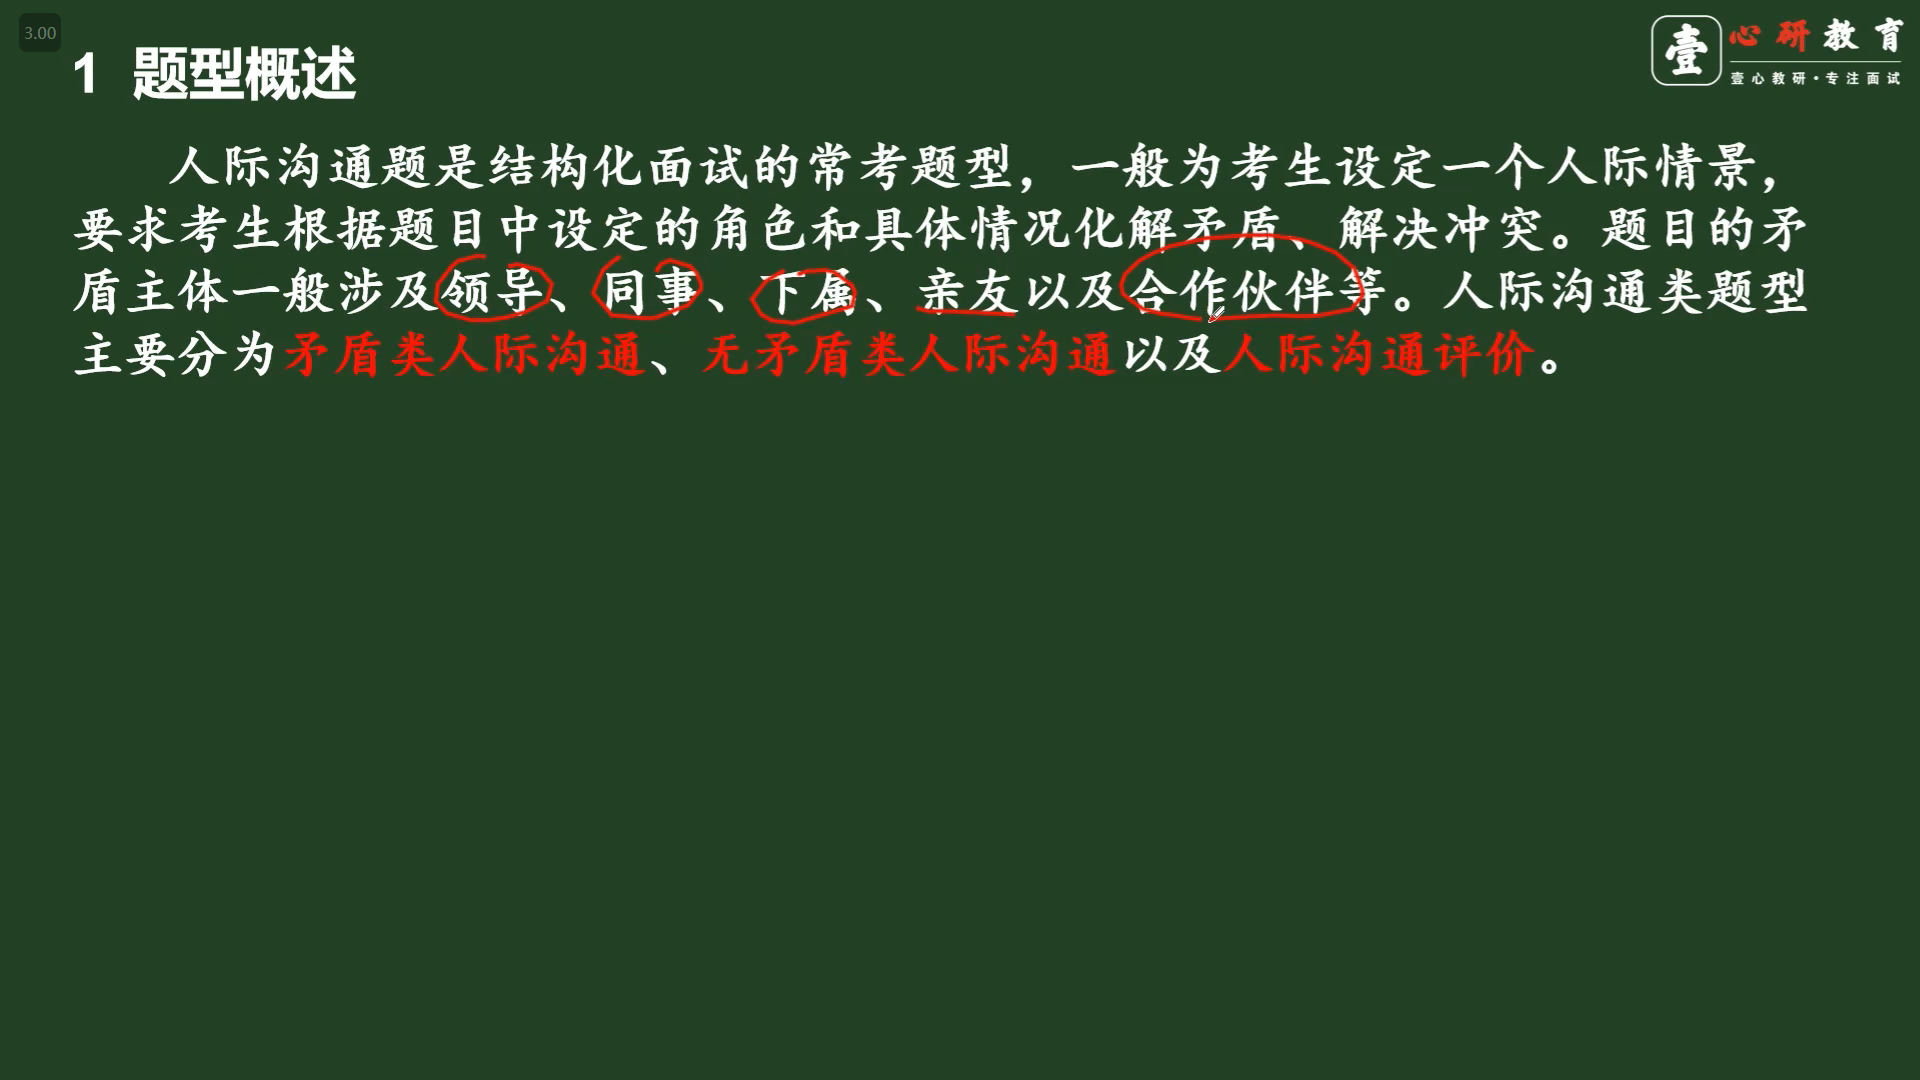 3.00
壹 心研教育
壹心教研·专注面试
1 题型概述
人际沟通题是结构化面试的常考题型，一般为考生设定一个人际情景，
要求考生根据题目中设定的角色和具体情况化解矛盾、解决冲突。题目的矛
盾主体一般涉及领导、同事、下属、亲友以及合作伙伴等。人际沟通类题型
主要分为矛盾类人际沟通、无矛盾类人际沟通以及人际沟通评价。